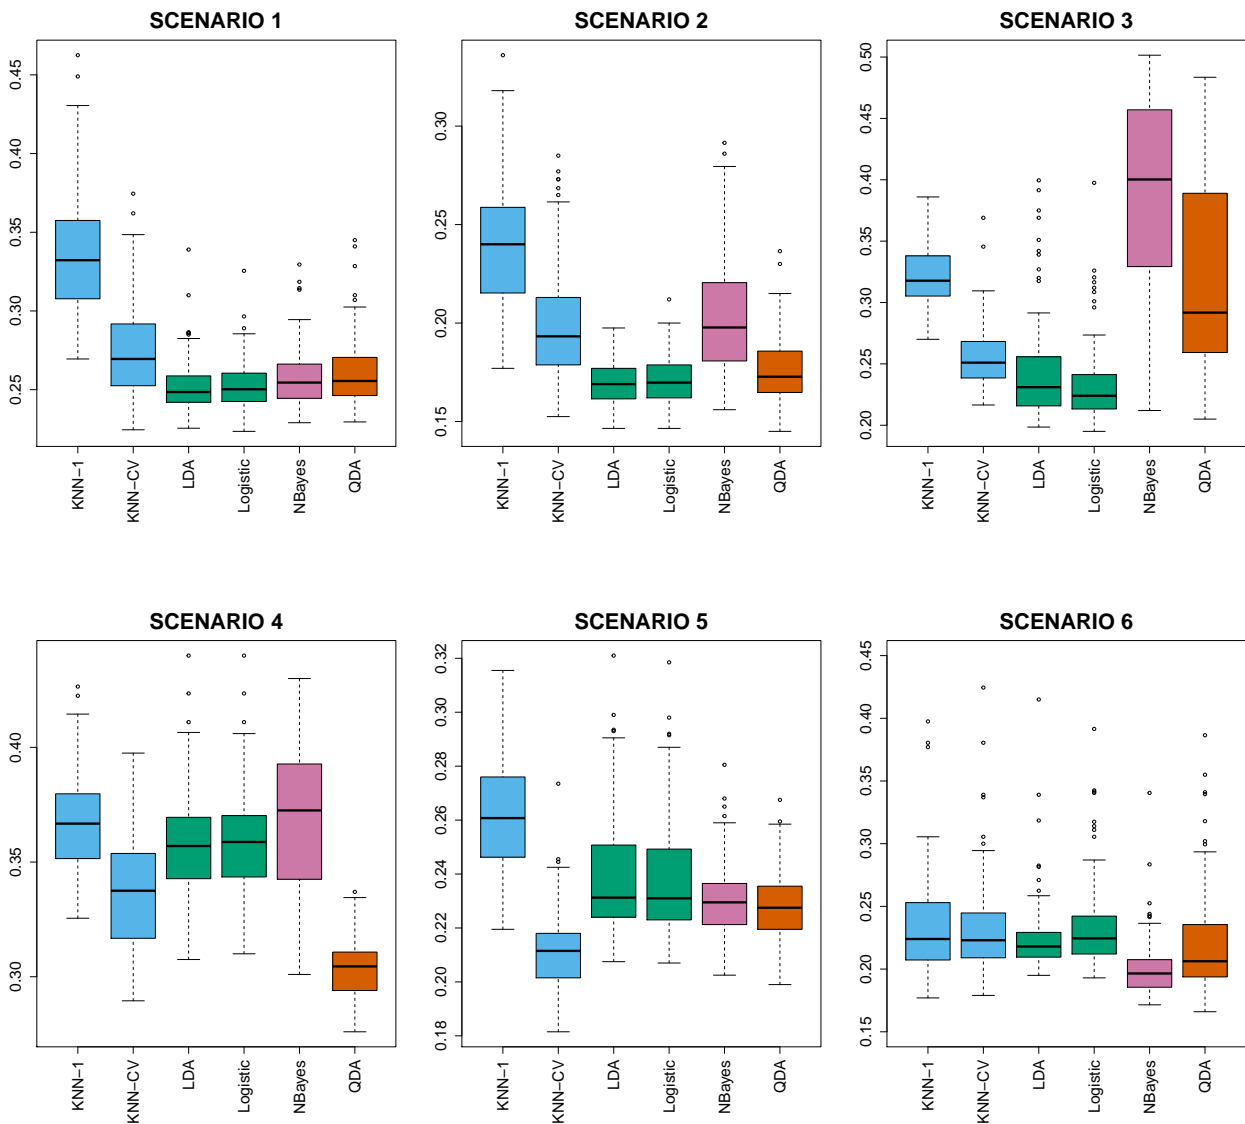 SCENARIO 1
0.45
0.40
0.35
0.30
0.25
KNN−1
KNN−CV
LDA
Logistic
NBayes
QDA
SCENARIO 2
0.30
0.25
0.20
0.15
KNN−1
KNN−CV
LDA
Logistic
NBayes
QDA
SCENARIO 3
0.50
0.45
0.40
0.35
0.30
0.25
0.20
KNN−1
KNN−CV
LDA
Logistic
NBayes
QDA
SCENARIO 4
0.40
0.35
0.30
KNN−1
KNN−CV
LDA
Logistic
NBayes
QDA
SCENARIO 5
0.32
0.30
0.28
0.26
0.24
0.22
0.20
0.18
KNN−1
KNN−CV
LDA
Logistic
NBayes
QDA
SCENARIO 6
0.45
0.40
0.35
0.30
0.25
0.20
0.15
KNN−1
KNN−CV
LDA
Logistic
NBayes
QDA